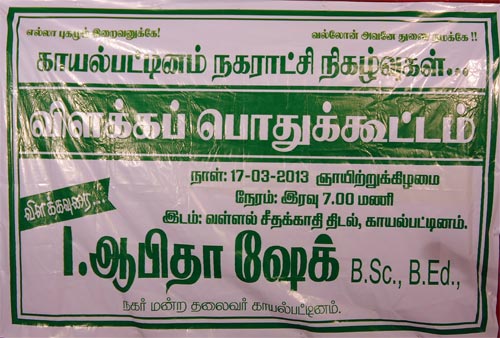 எல்லா புகழும் இறைவனுக்கே! வல்லோன் அவனே துணை நமக்கே !!
காயல்பட்டினம் நகராட்சி நிகழ்வுகள்...
விளக்கப் பொதுக்கூட்டம்
நாள்: 17-03-2013 ஞாயிற்றுக்கிழமை
நேரம்: இரவு 7.00 மணி
இடம்: வள்ளல் சீதக்காதி திடல், காயல்பட்டினம்.
விளக்கவுரை...
I.ஆபிதா ஷேக் B.Sc., B.Ed.,
நகர் மன்ற தலைவர் காயல்பட்டினம்.